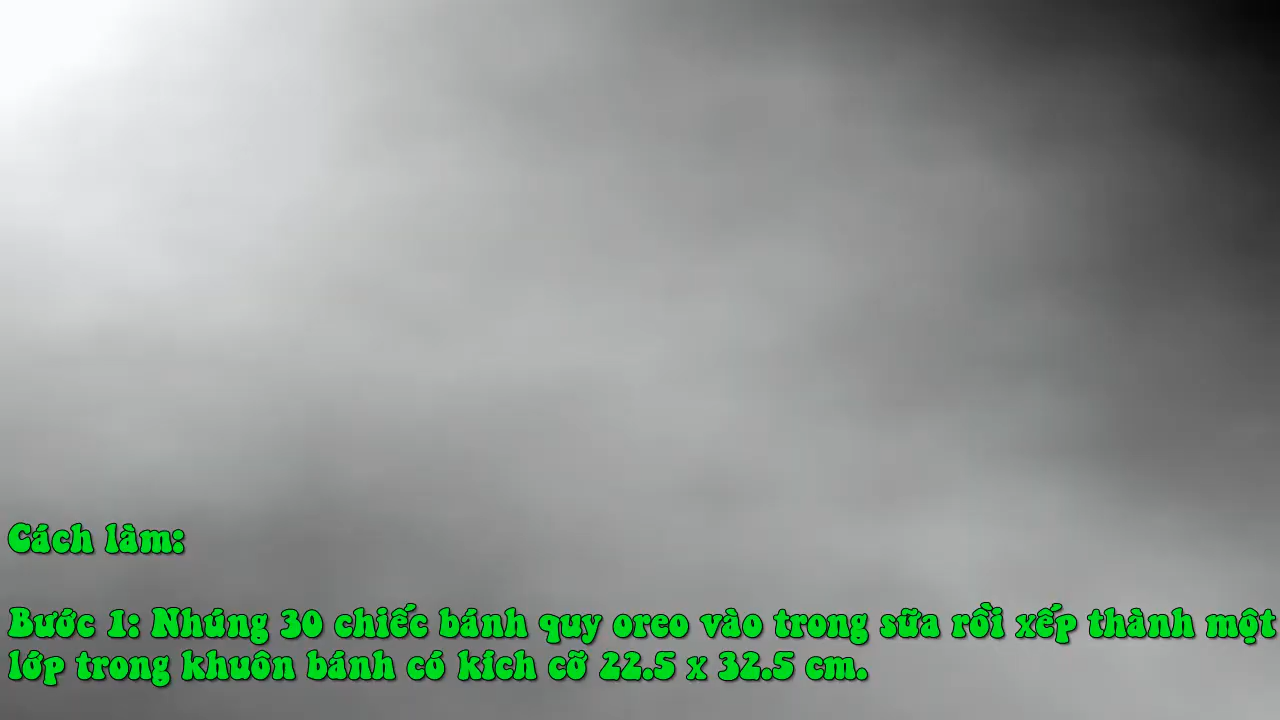 Cách làm:
Bước 1: Nhúng 30 chiếc bánh quy oreo vào trong sữa rồi xếp thành một
lớp trong khuôn bánh có kích cỡ 22.5 x 32.5 cm.